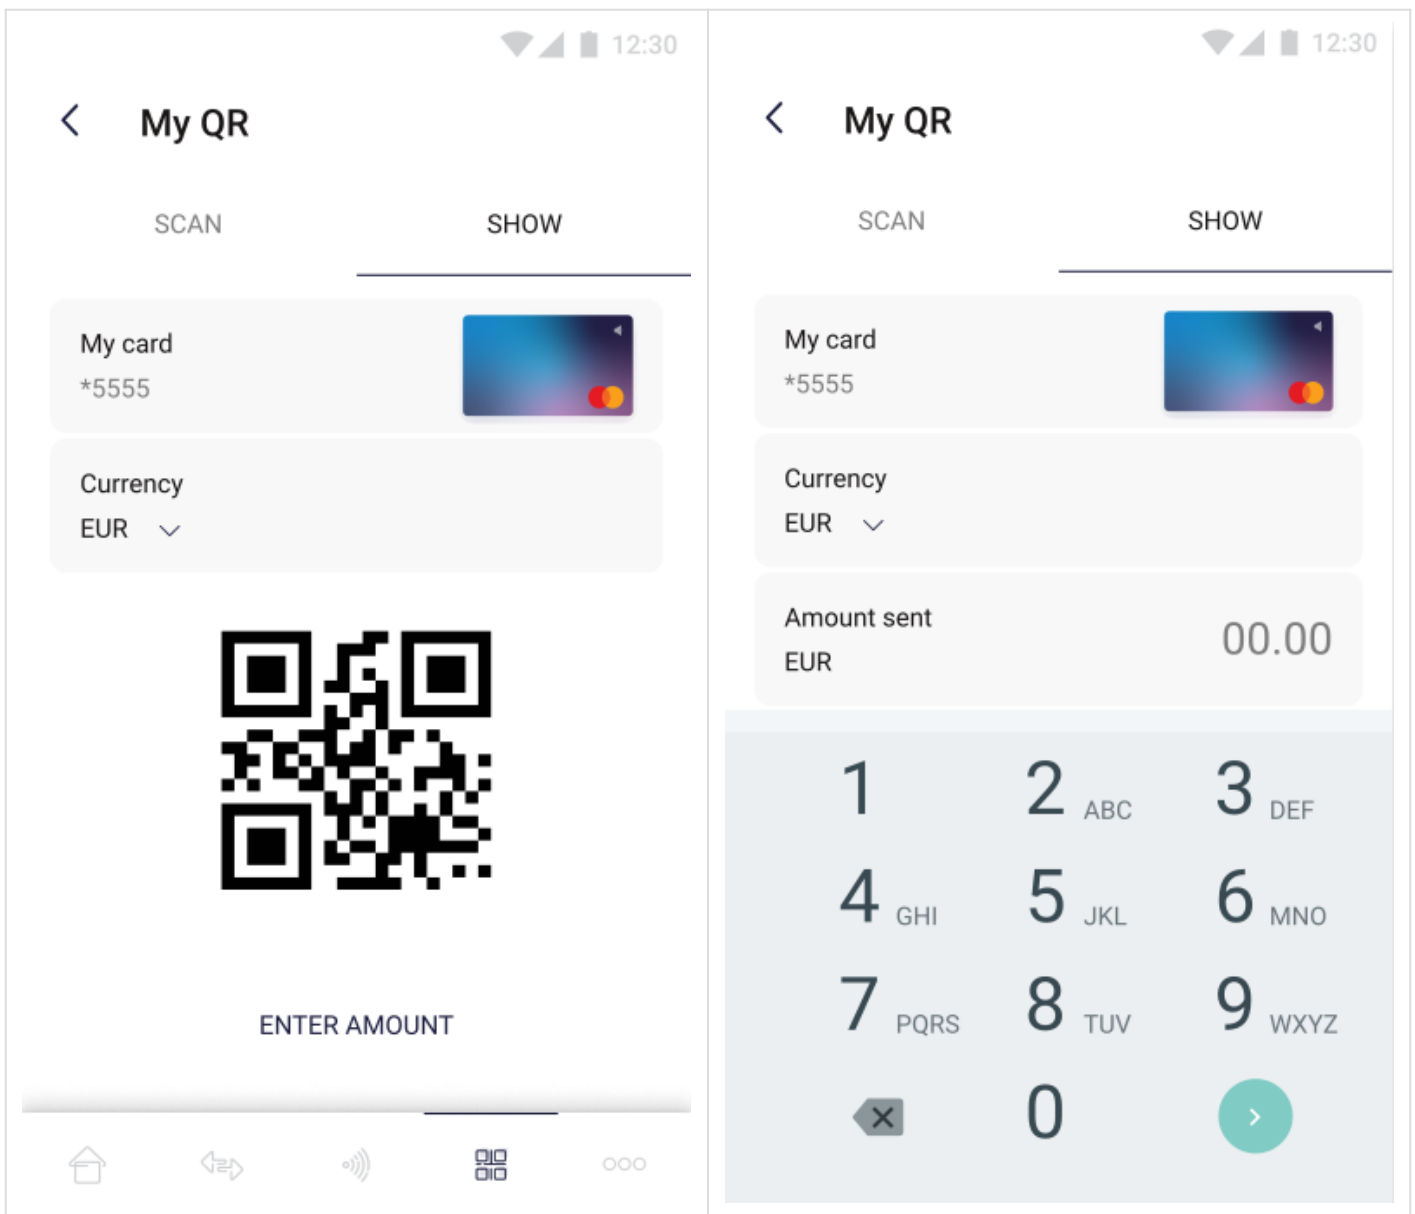 12:30
My QR
SCAN SHOW
My card
*5555
Currency
EUR
ENTER AMOUNT
12:30
My QR
SCAN SHOW
My card
*5555
Currency
EUR
Amount sent
EUR
00.00
1 2 ABC 3 DEF
4 GHI 5 JKL 6 MNO
7 PQRS 8 TUV 9 WXYZ
0